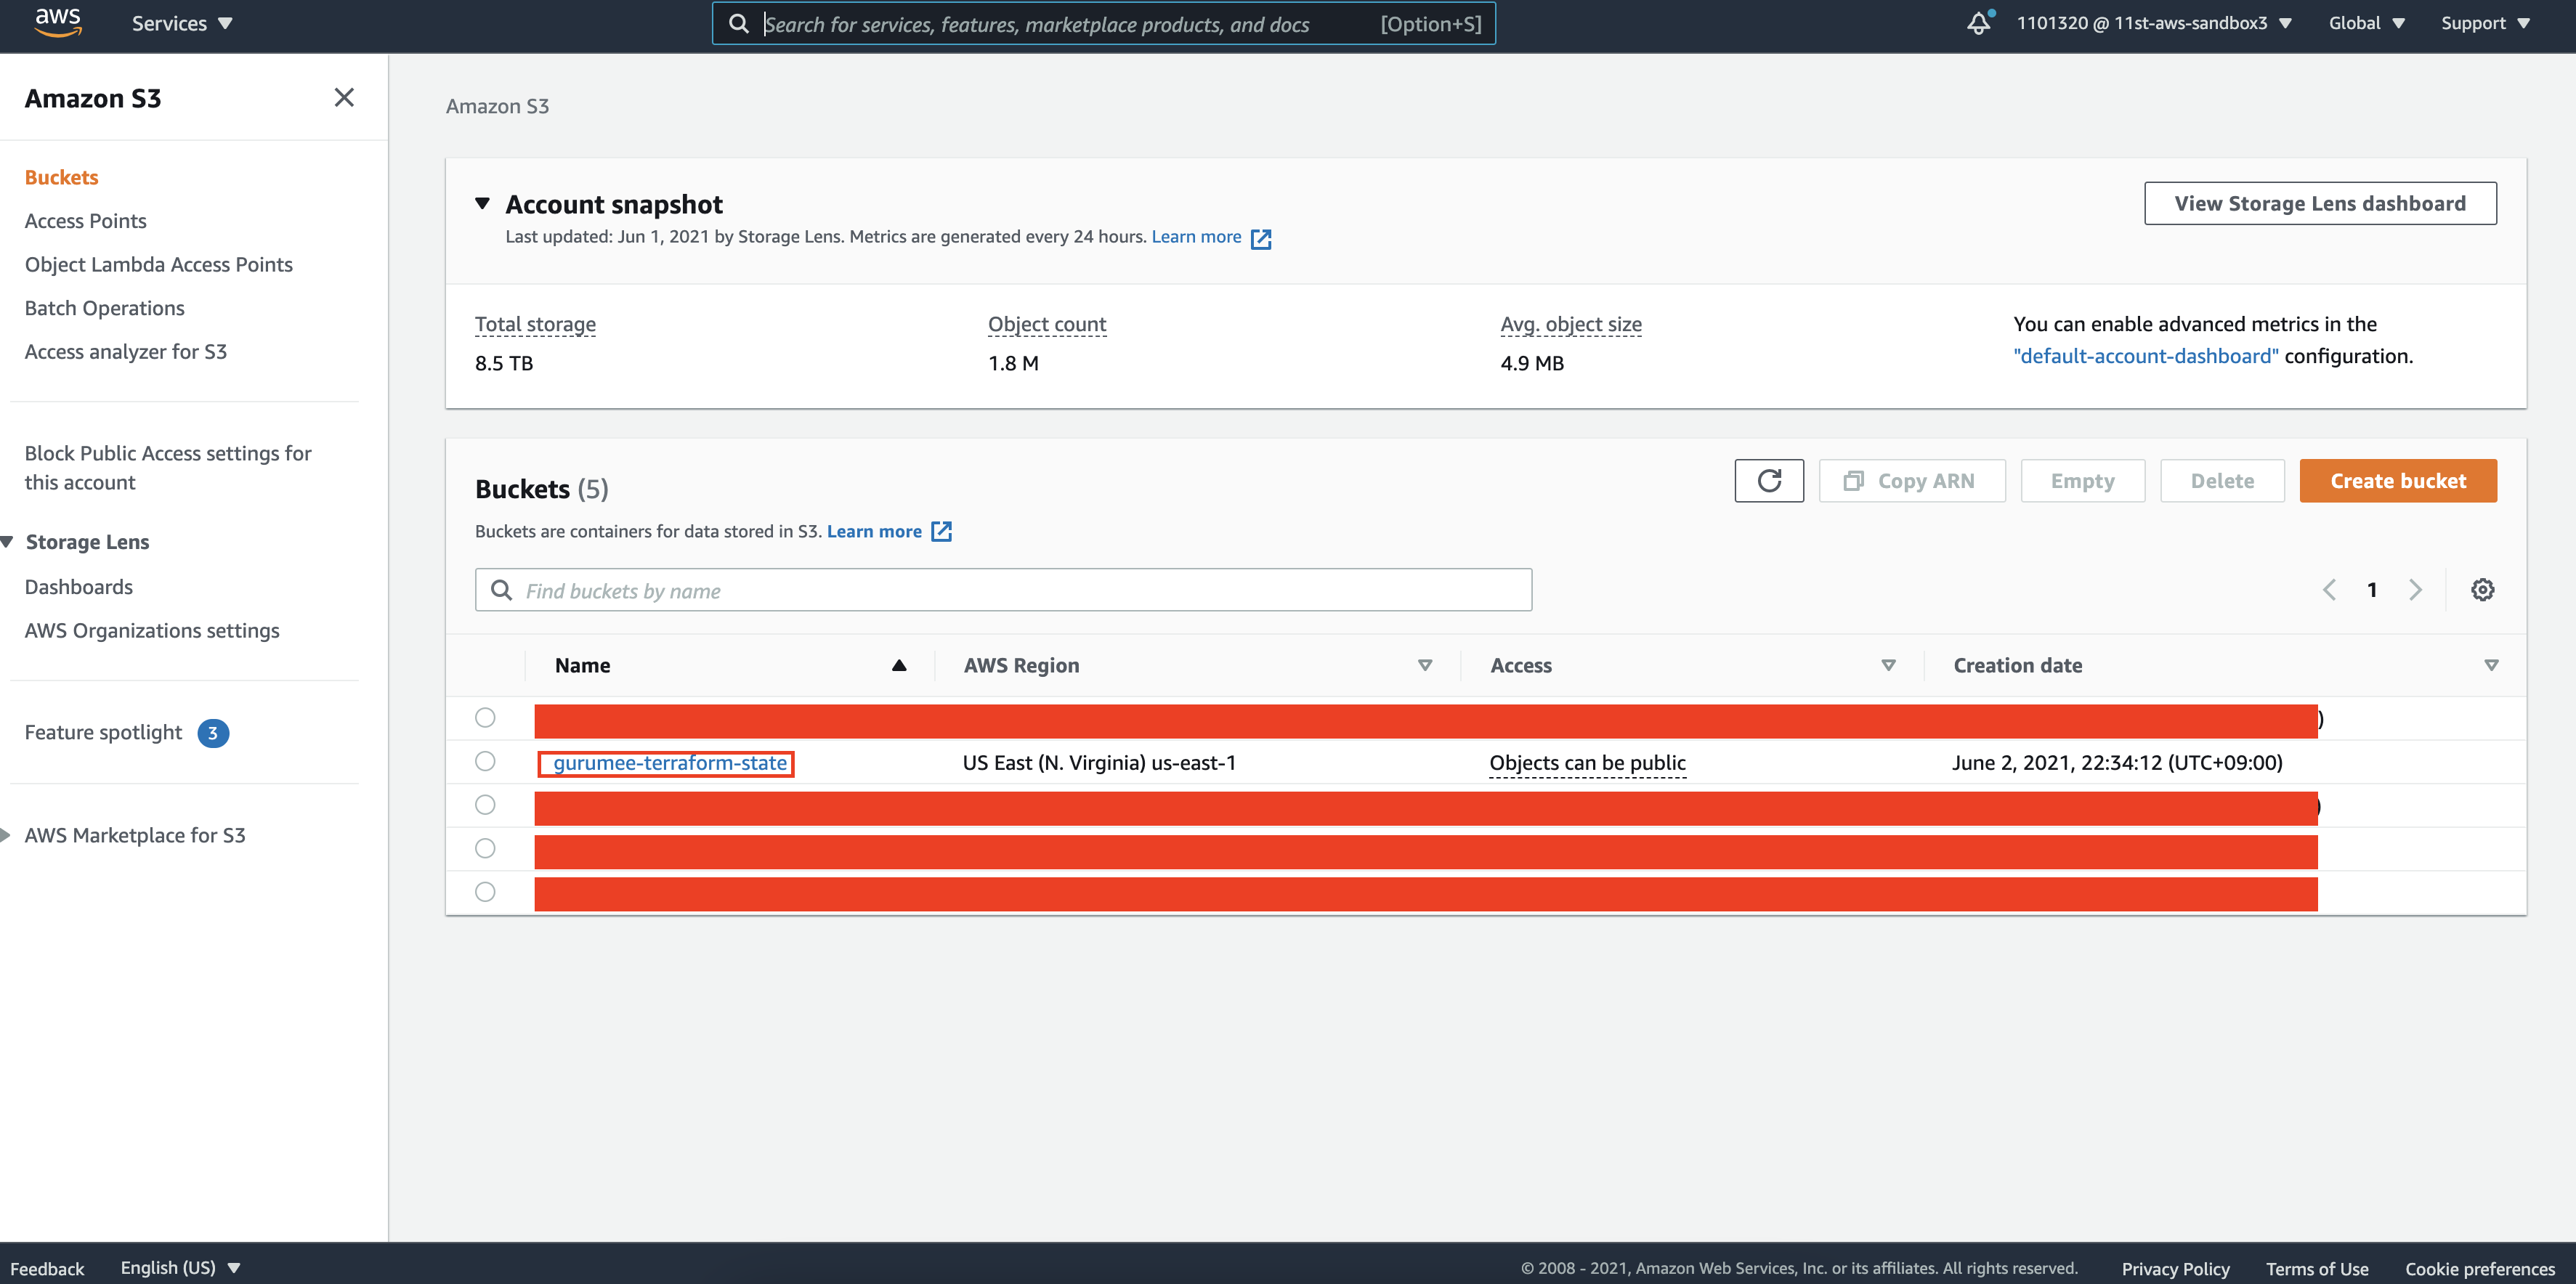 aws
Services
Search for services, features, marketplace products, and docs [Option+S]
1101320 @ 11st-aws-sandbox3
Global
Support
Amazon S3
Buckets
Access Points
Object Lambda Access Points
Batch Operations
Access analyzer for S3
Block Public Access settings for
this account
Storage Lens
Dashboards
AWS Organizations settings
Feature spotlight 3
AWS Marketplace for S3
Amazon S3
Account snapshot
Last updated: Jun 1, 2021 by Storage Lens. Metrics are generated every 24 hours. Learn more
View Storage Lens dashboard
Total storage
8.5 TB
Object count
1.8 M
Avg. object size
4.9 MB
You can enable advanced metrics in the
"default-account-dashboard" configuration.
Buckets (5)
Buckets are containers for data stored in S3. Learn more
Copy ARN
Empty
Delete
Create bucket
Find buckets by name
1
Name AWS Region Access Creation date
)
gurumee-terraform-state US East (N. Virginia) us-east-1 Objects can be public June 2, 2021, 22:34:12 (UTC+09:00)
)
Feedback English (US)
© 2008 - 2021, Amazon Web Services, Inc. or its affiliates. All rights reserved. Privacy Policy Terms of Use Cookie preferences